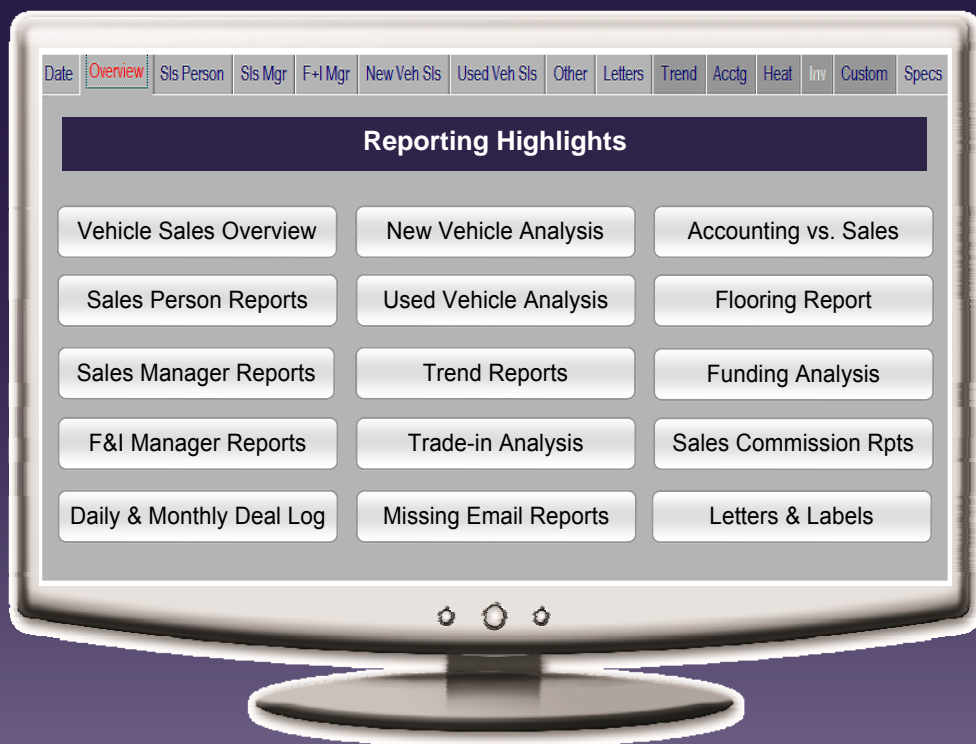 Date Overview Sls Person Sls Mgr F+I Mgr New Veh Sls Used Veh Sls Other Letters Trend Acctg Heat Inv Custom Specs
Reporting Highlights
Vehicle Sales Overview New Vehicle Analysis Accounting vs. Sales
Sales Person Reports Used Vehicle Analysis Flooring Report
Sales Manager Reports Trend Reports Funding Analysis
F&I Manager Reports Trade-in Analysis Sales Commission Rpts
Daily & Monthly Deal Log Missing Email Reports Letters & Labels